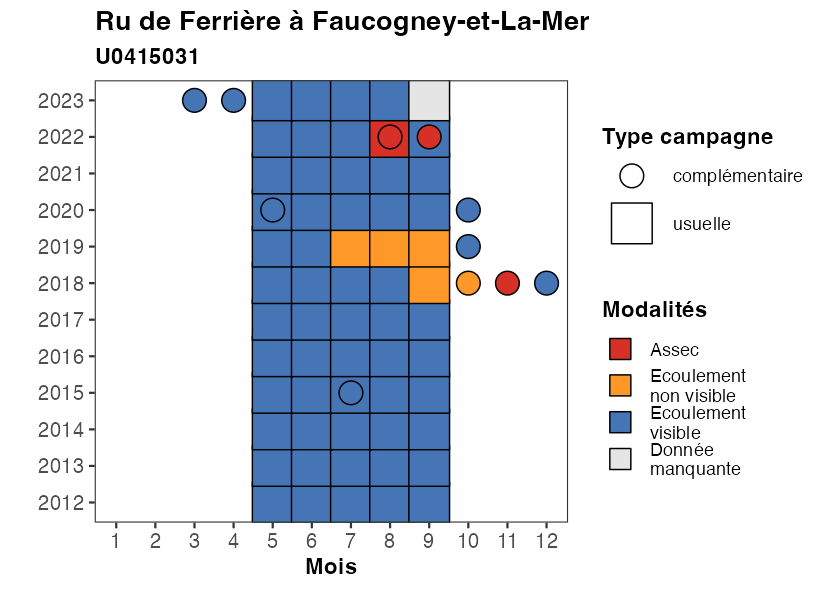 Ru de Ferrière à Faucogney-et-La-Mer
U0415031
2023
2022
2021
2020
2019
2018
2017
2016
2015
2014
2013
2012
1 2 3 4 5 6 7 8 9 10 11 12
Mois
Type campagne
complémentaire
usuelle
Modalités
Assec
Ecoulement
non visible
Ecoulement
visible
Donnée
manquante